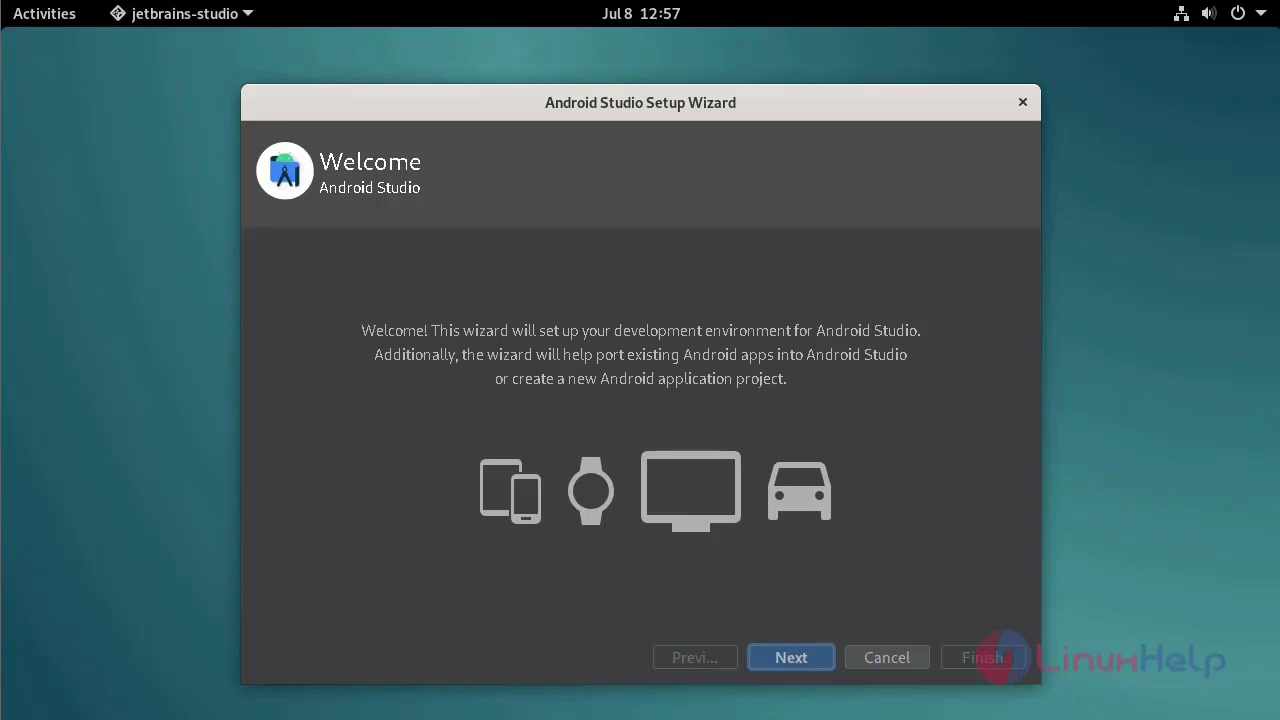 Activities jetbrains-studio Jul 8 12:57
Android Studio Setup Wizard
Welcome
Android Studio
Welcome! This wizard will set up your development environment for Android Studio.
Additionally, the wizard will help port existing Android apps into Android Studio
or create a new Android application project.
Previ... Next Cancel Finish
LinuxHelp